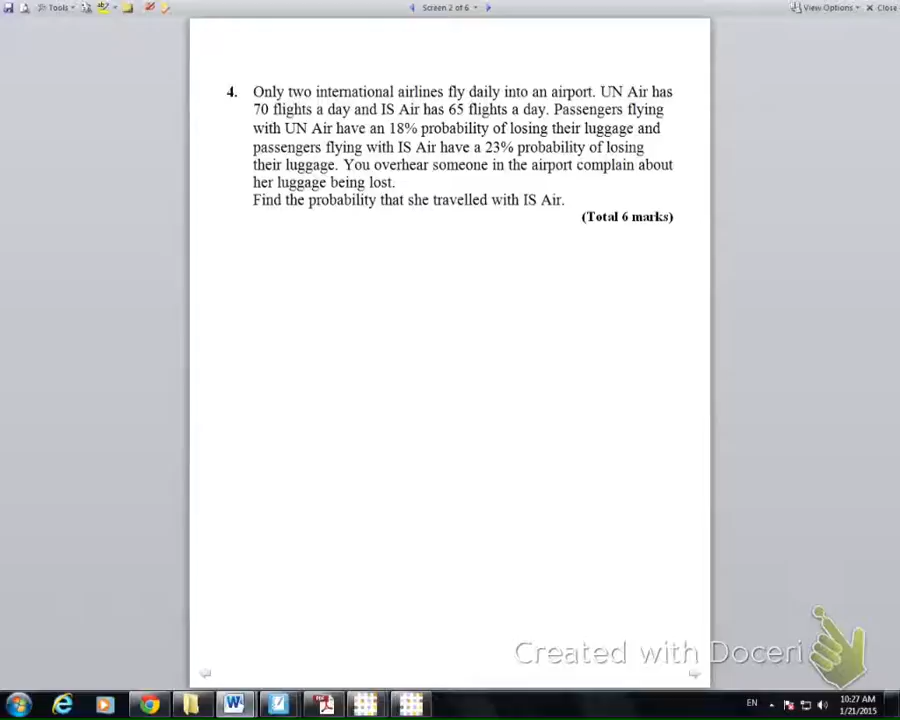 Tools
Screen 2 of 6
View Options
Close
4. Only two international airlines fly daily into an airport. UN Air has
70 flights a day and IS Air has 65 flights a day. Passengers flying
with UN Air have an 18% probability of losing their luggage and
passengers flying with IS Air have a 23% probability of losing
their luggage. You overhear someone in the airport complain about
her luggage being lost.
Find the probability that she travelled with IS Air.
(Total 6 marks)
Created with Doceri
EN
10:27 AM
1/21/2015